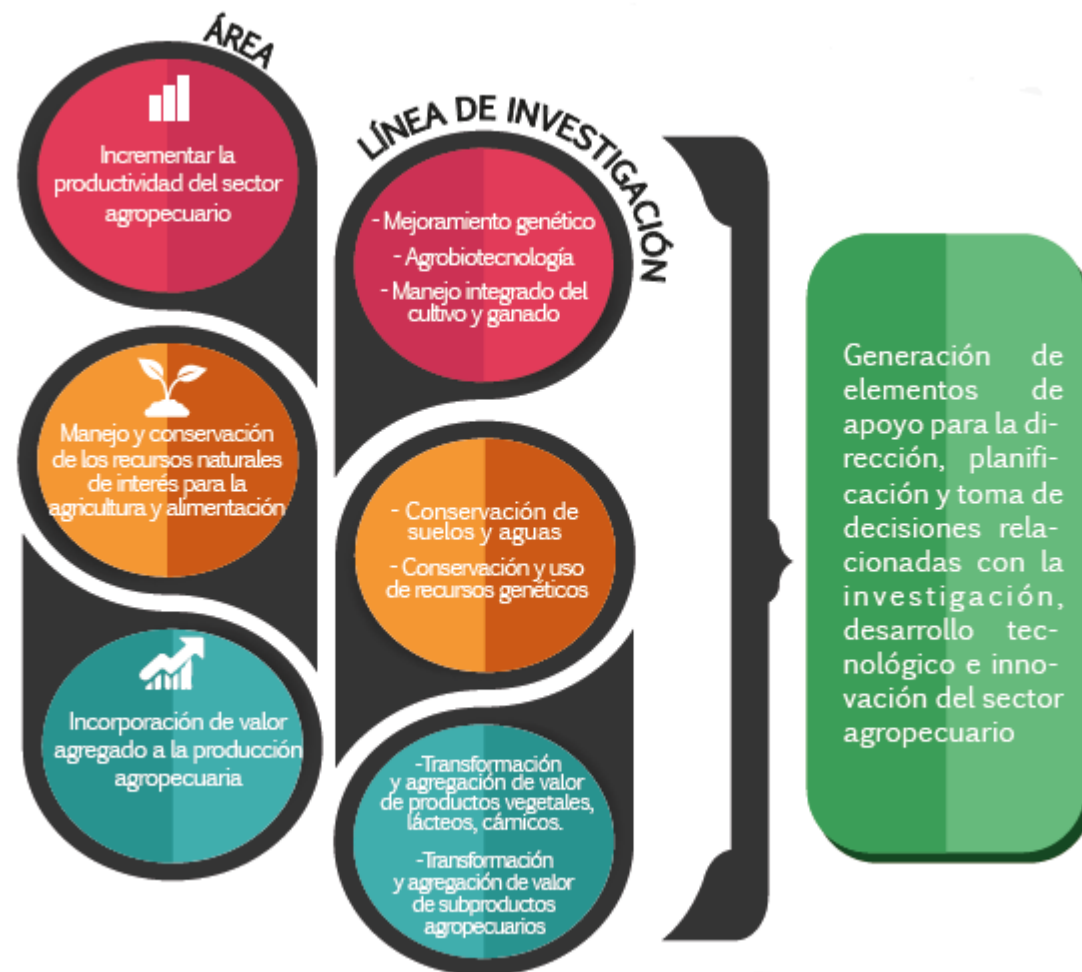 ÁREA
Incrementar la
productividad del sector
agropecuario
Manejo y conservación
de los recursos naturales
de interés para la
agricultura y alimentación
Incorporación de valor
agregado a la producción
agropecuaria
LÍNEA DE INVESTIGACIÓN
- Mejoramiento genético
- Agrobiotecnología
- Manejo integrado del
cultivo y ganado
- Conservación de
suelos y aguas
- Conservación y uso
de recursos genéticos
-Transformación
y agregación de valor
de productos vegetales,
lácteos, cárnicos.
-Transformación
y agregación de valor
de subproductos
agropecuarios
Generación de
elementos de
apoyo para la di-
rección, planifi-
cación y toma de
decisiones rela-
cionadas con la
investigación,
desarrollo tec-
nológico e inno-
vación del sector
agropecuario